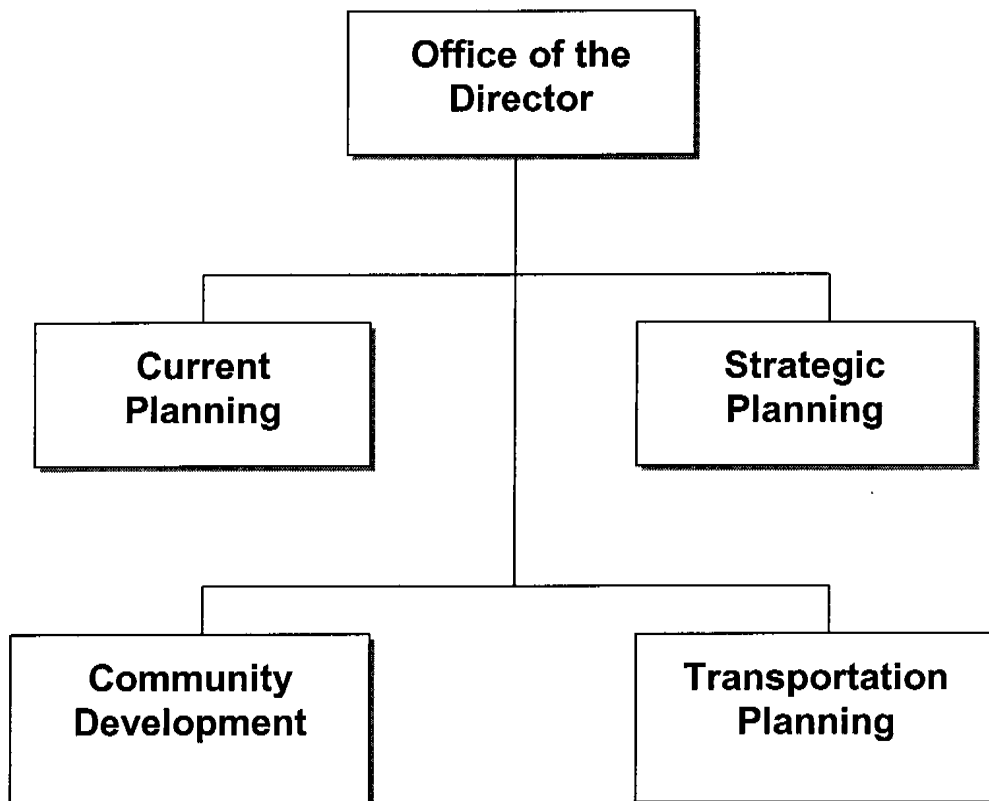 Office of the
Director
Current
Planning
Strategic
Planning
Community
Development
Transportation
Planning